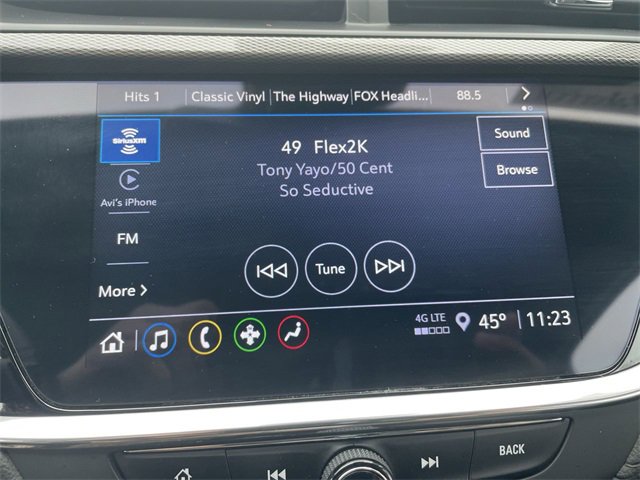 Hits 1 Classic Vinyl The Highway FOX Headli... 88.5
SiriusXM
49 Flex2K
Sound
Tony Yayo/50 Cent
Browse
So Seductive
Avi's iPhone
FM
Tune
More
4G LTE
45° 11:23
BACK